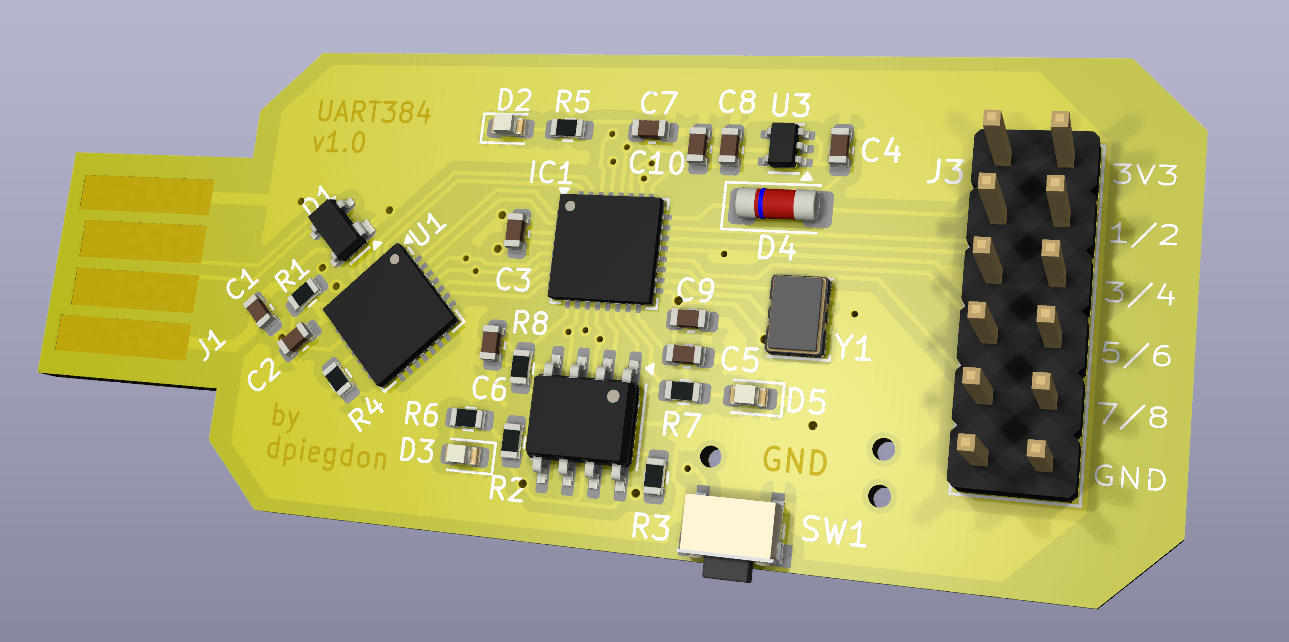 UART384
v1.0
D2
R5
C7
C8
U3
C10
C4
IC1
J3
3V3
D1
U1
D4
1/2
C3
C9
3/4
C1
R1
R8
Y1
5/6
J1
C2
C6
C5
D5
7/8
by
dpiegdon
R4
R6
R7
D3
GND
GND
R2
R3
SW1